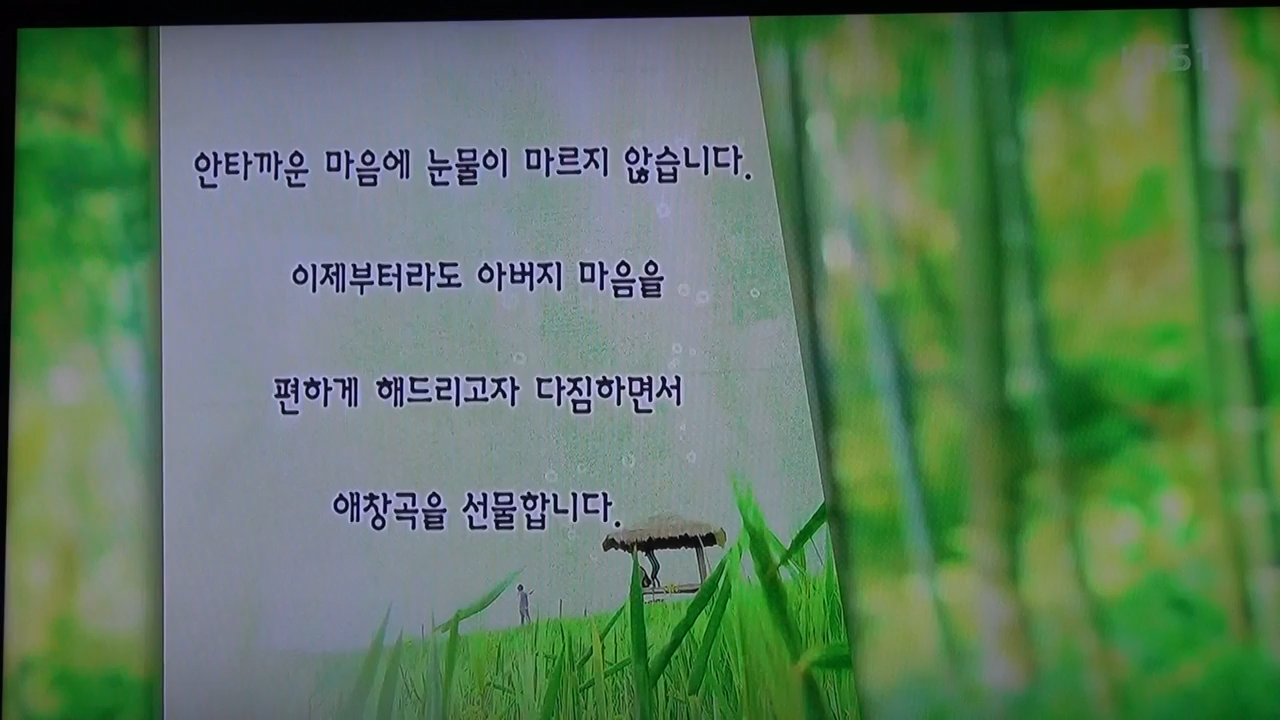 KBS1
안타까운 마음에 눈물이 마르지 않습니다.
이제부터라도 아버지 마음을
편하게 해드리고자 다짐하면서
애창곡을 선물합니다.